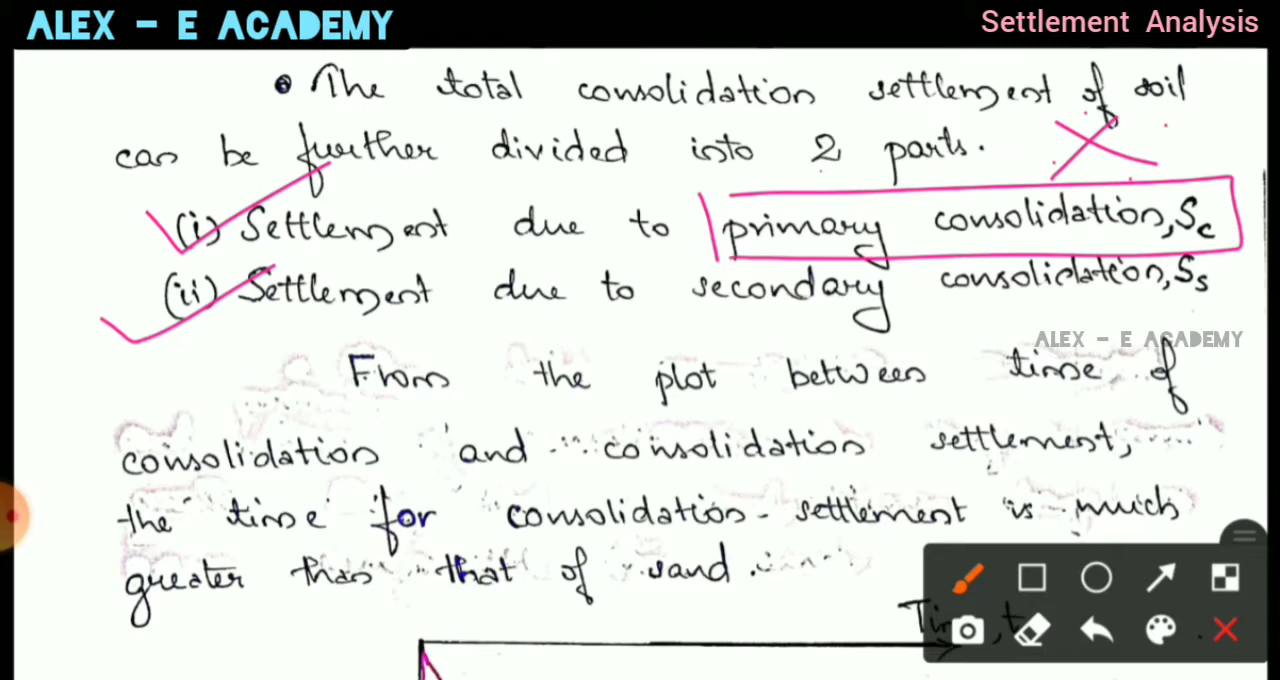 ALEX - E ACADEMY
Settlement Analysis
The total consolidation settlement of soil
can be further divided into 2 parts.
(i) Settlement due to primary consolidation, Sc
(ii) Settlement due to secondary consolidation, Ss
ALEX - E ACADEMY
From the plot between time of
consolidation and consolidation settlement,
the time for consolidation settlement is much
greater than that of sand.